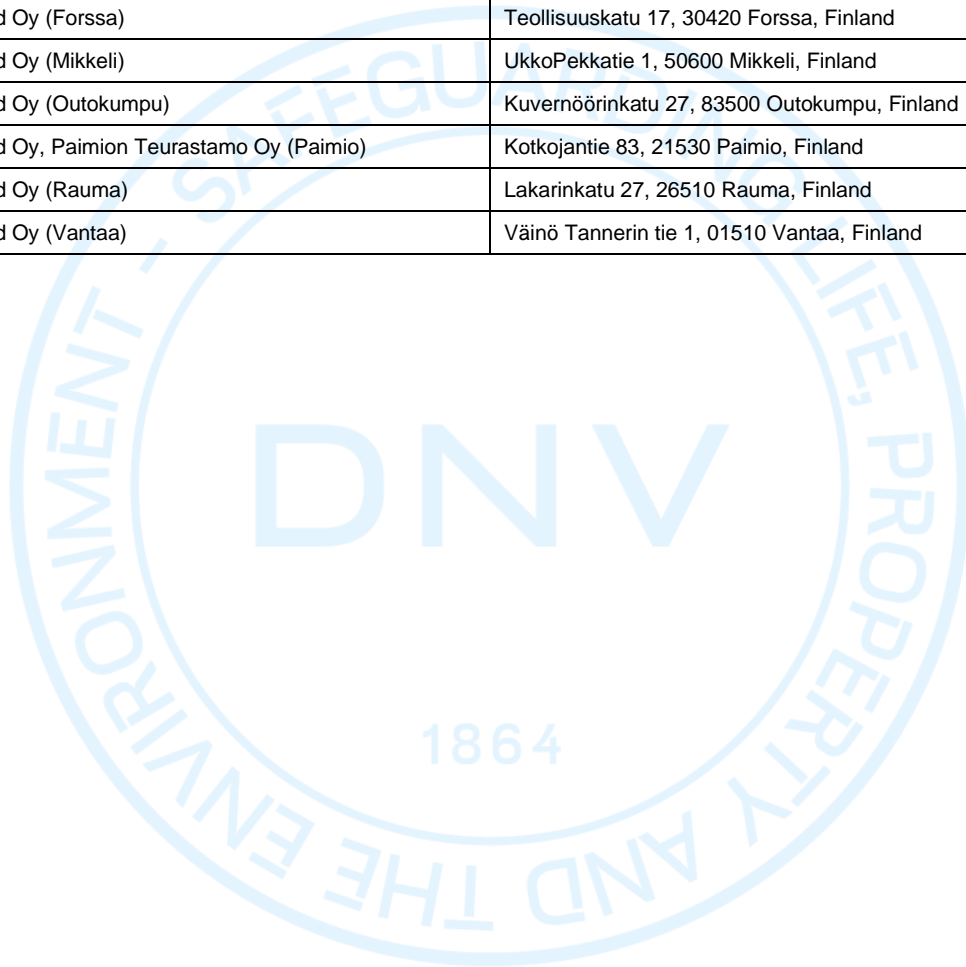 d Oy (Forssa) Teollisuuskatu 17, 30420 Forssa, Finland
d Oy (Mikkeli) UkkoPekkatie 1, 50600 Mikkeli, Finland
d Oy (Outokumpu) Kuvernöörinkatu 27, 83500 Outokumpu, Finland
d Oy, Paimion Teurastamo Oy (Paimio) Kotkojantie 83, 21530 Paimio, Finland
d Oy (Rauma) Lakarinkatu 27, 26510 Rauma, Finland
d Oy (Vantaa) Väinö Tannerin tie 1, 01510 Vantaa, Finland
SAFEGUARDING LIFE, PROPERTY AND THE ENVIRONMENT -
DNV
1864